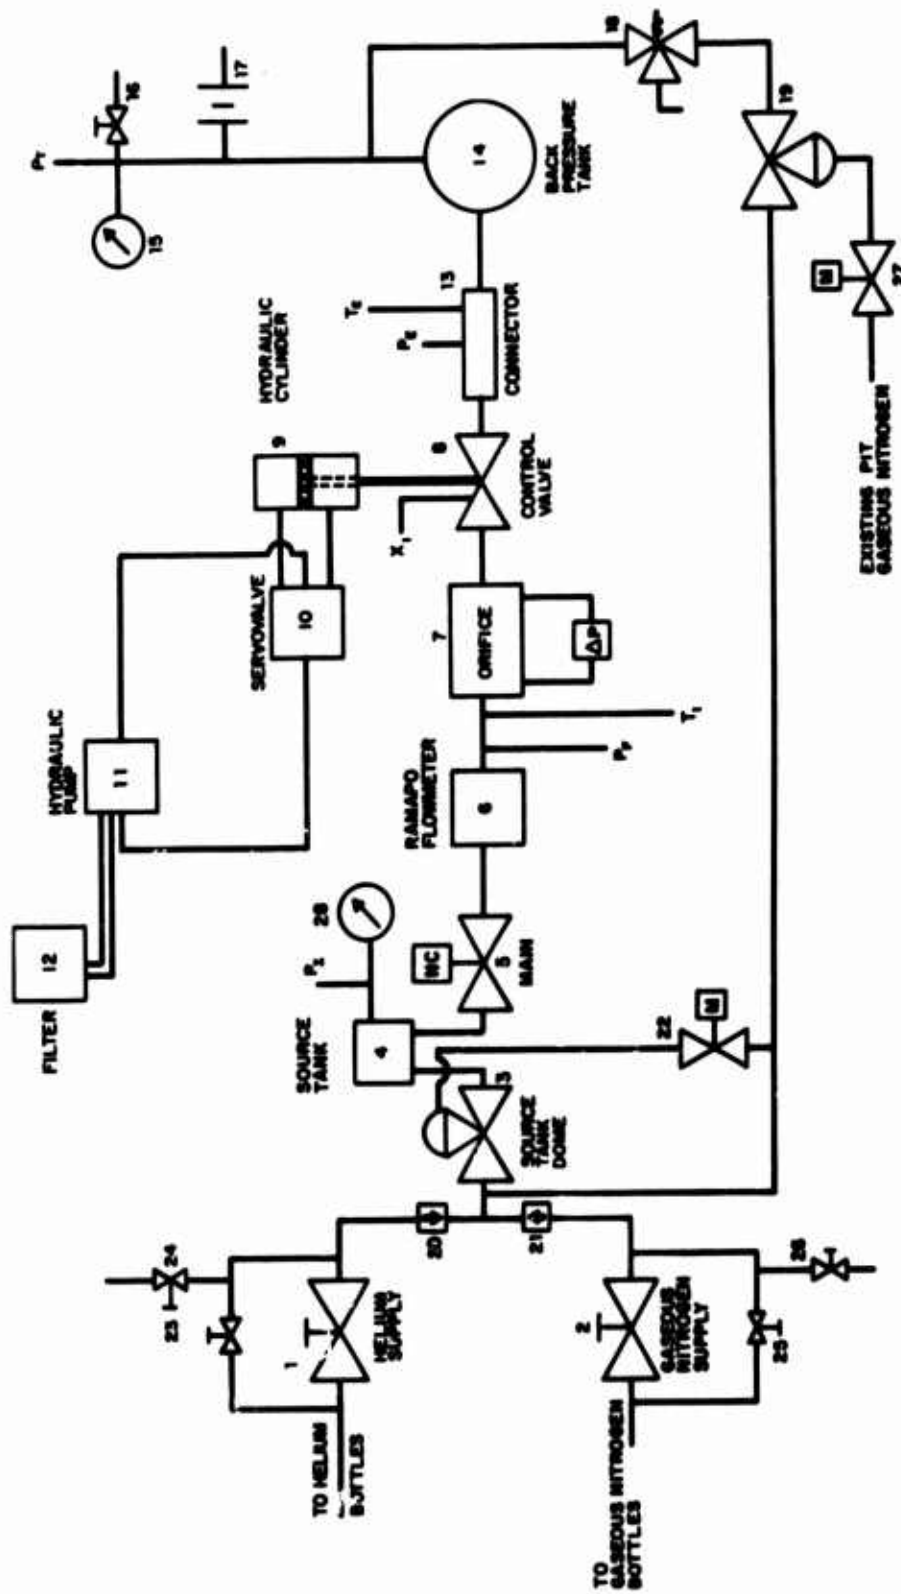 FILTER
12
HYDRAULIC
PUMP
11
SERVOVALVE
10
HYDRAULIC
CYLINDER
9
PT
15
16
17
SOURCE
TANK
4
PI
28
NC
5
MAIN
RAMAPO
FLOWMETER
6
PF
TI
7
ORIFICE
ΔP
X1
8
CONTROL
VALVE
PE
TE
13
CONNECTOR
14
BACK
PRESSURE
TANK
18
19
24
23
1
HELIUM
SUPPLY
TO HELIUM
BOTTLES
20
21
3
SOURCE
TANK
DOME
22
M
2
GASEOUS
NITROGEN
SUPPLY
25
26
TO
GASEOUS NITROGEN
BOTTLES
M
27
EXISTING PIT
GASEOUS NITROGEN